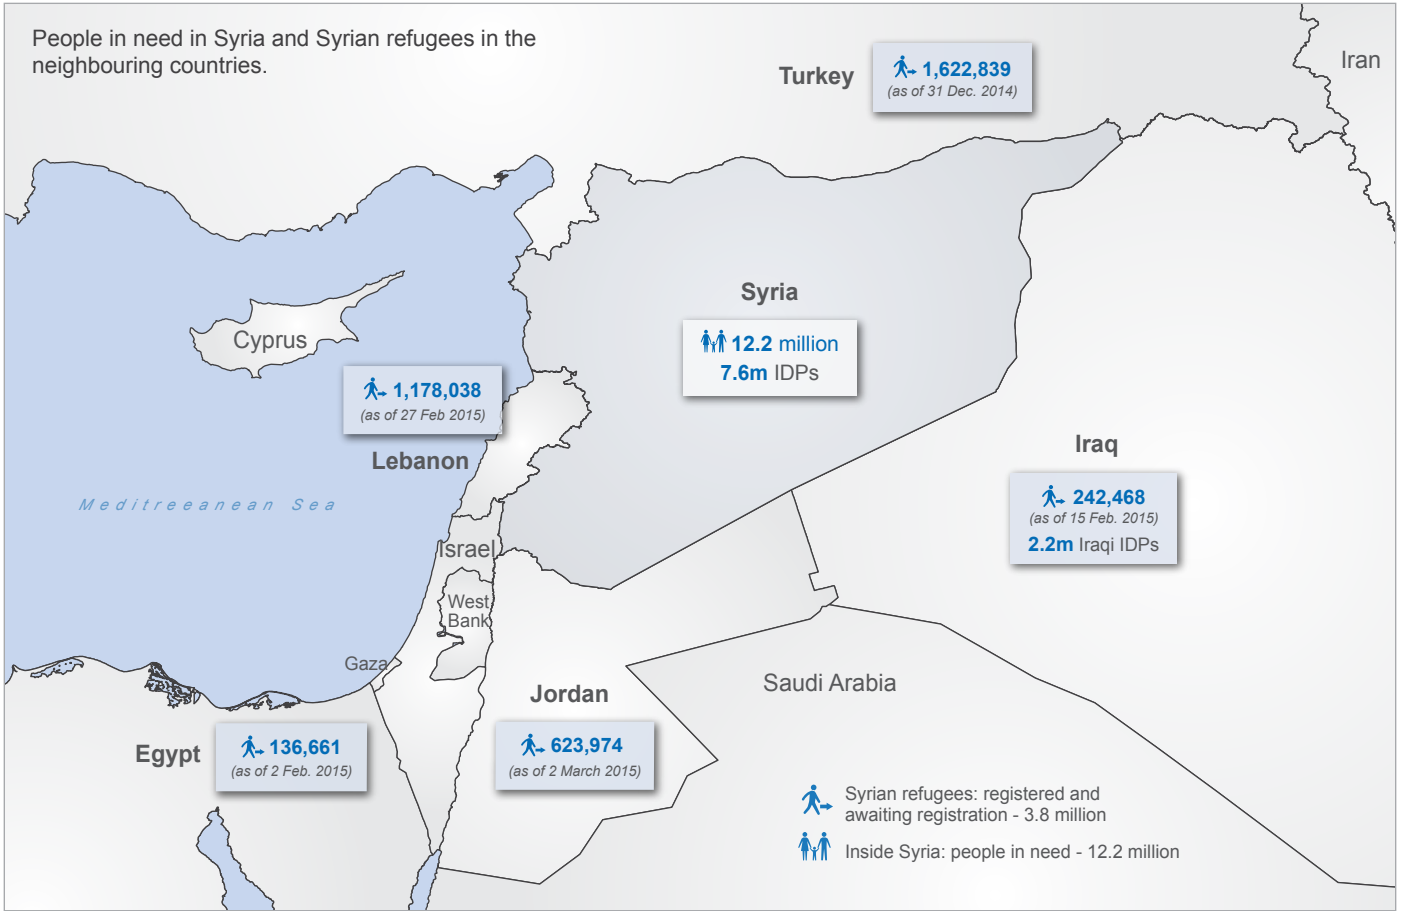 People in need in Syria and Syrian refugees in the
neighbouring countries.
Turkey
1,622,839
(as of 31 Dec. 2014)
Iran
Syria
12.2 million
7.6m IDPs
Cyprus
1,178,038
(as of 27 Feb 2015)
Lebanon
Iraq
242,468
(as of 15 Feb. 2015)
2.2m Iraqi IDPs
Meditreeanean Sea
Israel
West
Bank
Gaza
Jordan
623,974
(as of 2 March 2015)
Saudi Arabia
Egypt
136,661
(as of 2 Feb. 2015)
Syrian refugees: registered and
awaiting registration - 3.8 million
Inside Syria: people in need - 12.2 million